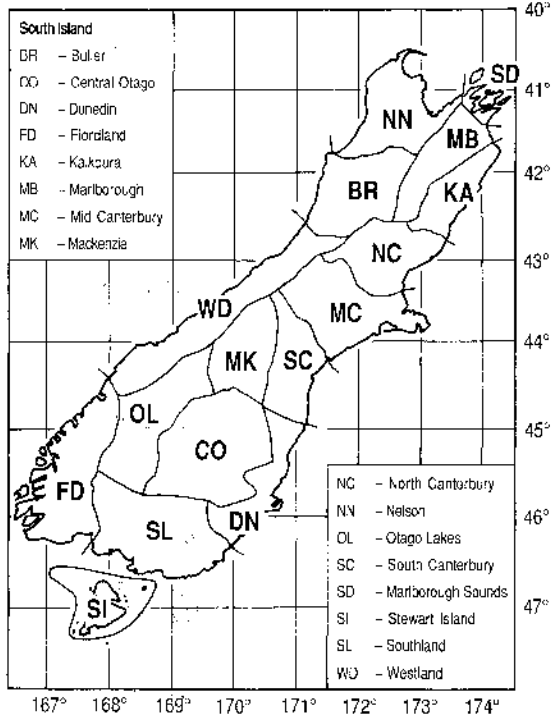 South Island
BR – Buller
CO – Central Otago
DN – Dunedin
FD – Fiordland
KA – Kaikoura
MB – Marlborough
MC – Mid Canterbury
MK – Mackenzie
NC – North Canterbury
NN – Nelson
OL – Otago Lakes
SC – South Canterbury
SD – Marlborough Sounds
SI – Stewart Island
SL – Southland
WD – Westland
SD
NN
MB
BR
KA
NC
WD
MC
MK
SC
OL
CO
FD
SL
DN
SI
40°
41°
42°
43°
44°
45°
46°
47°
167° 168° 169° 170° 171° 172° 173° 174°